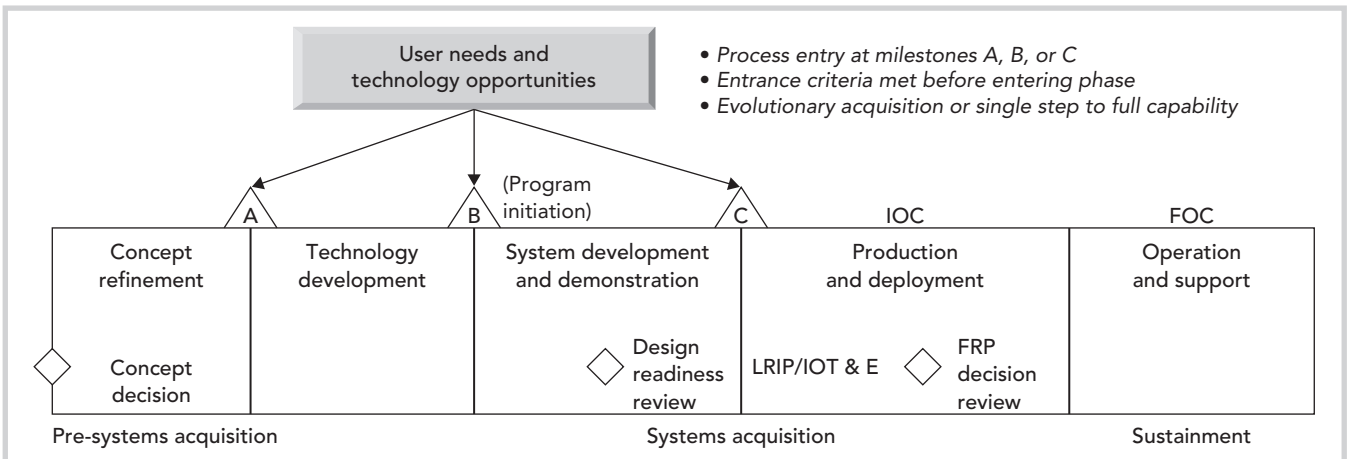 User needs and
technology opportunities
• Process entry at milestones A, B, or C
• Entrance criteria met before entering phase
• Evolutionary acquisition or single step to full capability
A
B
(Program
initiation)
C
IOC
FOC
Concept
refinement
Technology
development
System development
and demonstration
Production
and deployment
Operation
and support
Concept
decision
Design
readiness
review
LRIP/IOT & E
FRP
decision
review
Pre-systems acquisition
Systems acquisition
Sustainment